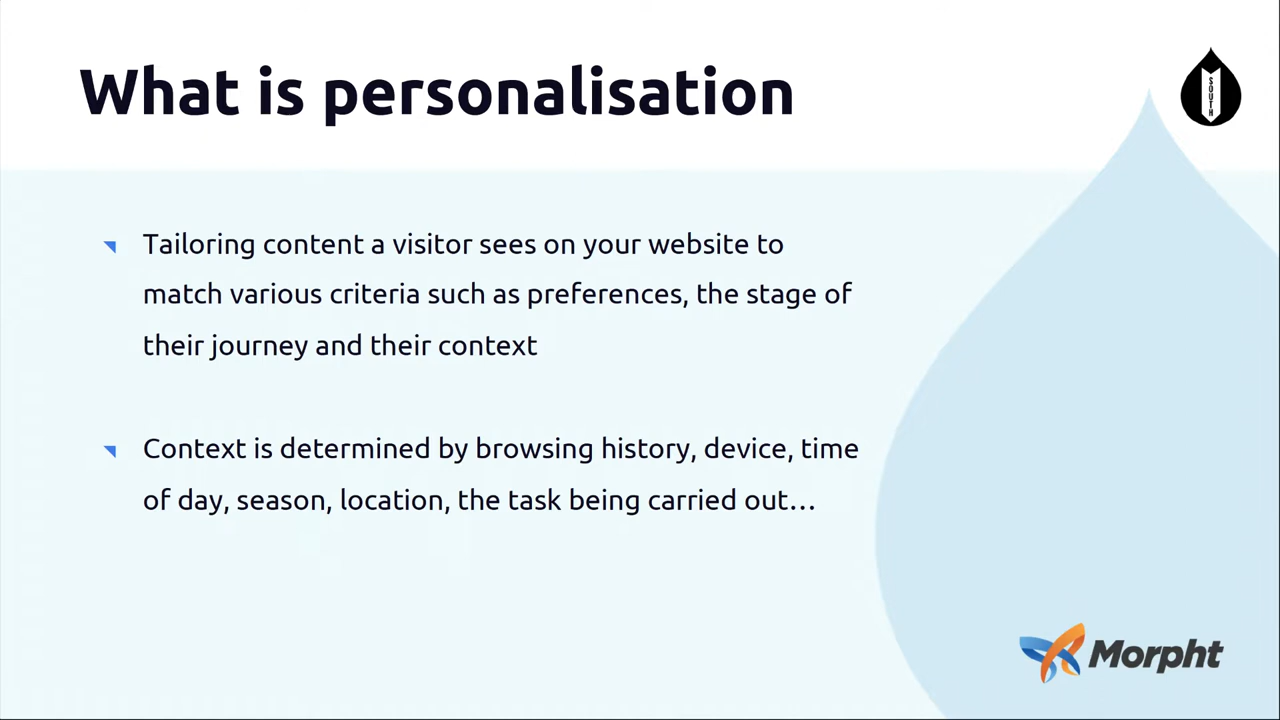 What is personalisation
SOUTH
Tailoring content a visitor sees on your website to
match various criteria such as preferences, the stage of
their journey and their context
Context is determined by browsing history, device, time
of day, season, location, the task being carried out…
Morpht